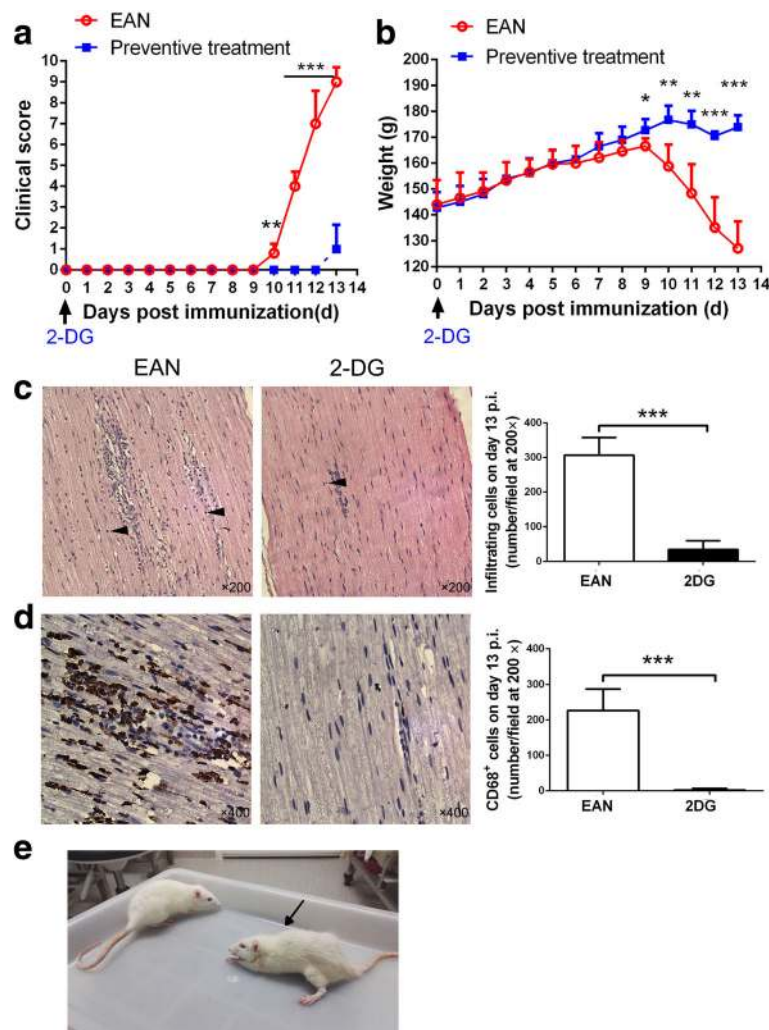 a
EAN
Preventive treatment
Clinical score
10
9
8
7
6
5
4
3
2
1
0
***
**
0 1 2 3 4 5 6 7 8 9 10 11 12 13 14
Days post immunization(d)
2-DG
b
EAN
Preventive treatment
Weight (g)
200
190
180
170
160
150
140
130
120
* ** ** *** ***
0 1 2 3 4 5 6 7 8 9 10 11 12 13 14
Days post immunization (d)
2-DG
EAN
2-DG
c
×200
×200
Infiltrating cells on day 13 p.i.
(number/field at 200×)
400
300
200
100
0
***
EAN
2DG
d
×400
×400
CD68+ cells on day 13 p.i.
(number/field at 200 ×)
300
200
100
0
***
EAN
2DG
e